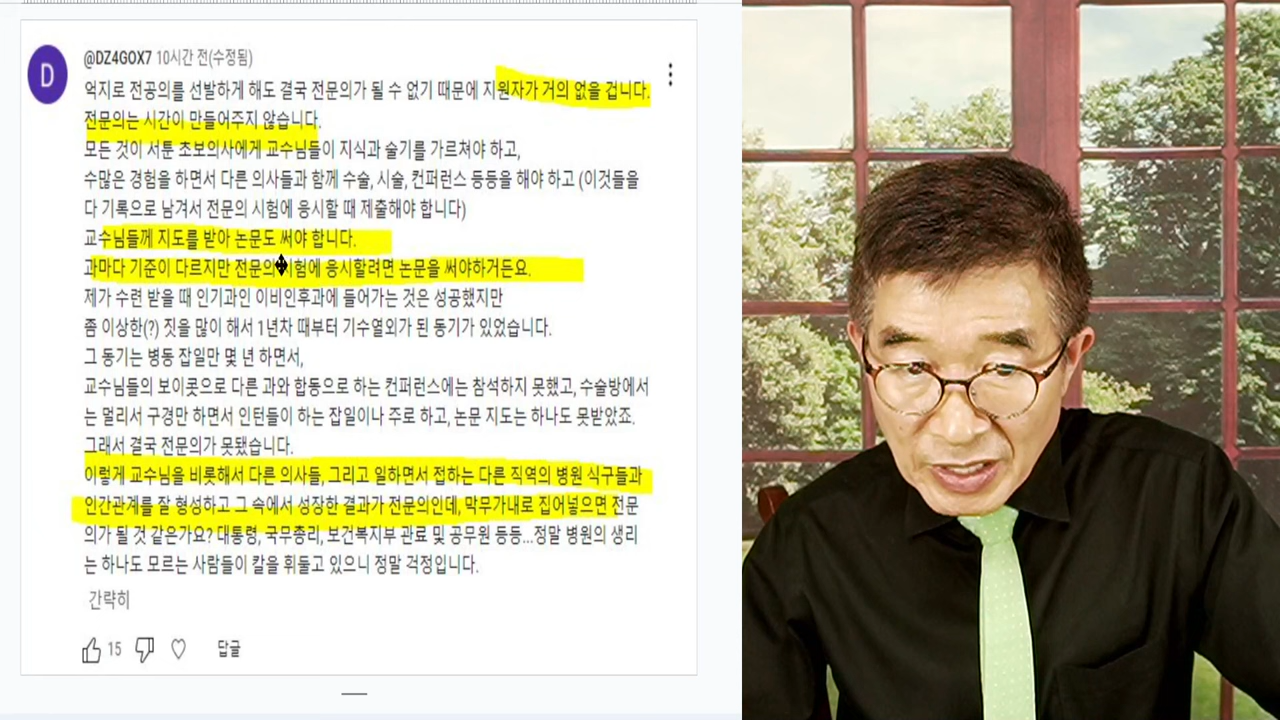 D
@DZ4GOX7 10시간 전(수정됨)
억지로 전공의를 선발하게 해도 결국 전문의가 될 수 없기 때문에 지원자가 거의 없을 겁니다.
전문의는 시간이 만들어주지 않습니다.
모든 것이 서툰 초보의사에게 교수님들이 지식과 술기를 가르쳐야 하고,
수많은 경험을 하면서 다른 의사들과 함께 수술, 시술, 컨퍼런스 등등을 해야 하고 (이것들을
다 기록으로 남겨서 전문의 시험에 응시할 때 제출해야 합니다)
교수님들께 지도를 받아 논문도 써야 합니다.
과마다 기준이 다르지만 전문의 시험에 응시할려면 논문을 써야하거든요.
제가 수련 받을 때 인기과인 이비인후과에 들어가는 것은 성공했지만
좀 이상한(?) 짓을 많이 해서 1년차 때부터 기수열외가 된 동기가 있었습니다.
그 동기는 병동 잡일만 몇 년 하면서,
교수님들의 보이콧으로 다른 과와 합동으로 하는 컨퍼런스에는 참석하지 못했고, 수술방에서
는 멀리서 구경만 하면서 인턴들이 하는 잡일이나 주로 하고, 논문 지도는 하나도 못받았죠.
그래서 결국 전문의가 못됐습니다.
이렇게 교수님을 비롯해서 다른 의사들, 그리고 일하면서 접하는 다른 직역의 병원 식구들과
인간관계를 잘 형성하고 그 속에서 성장한 결과가 전문의인데, 막무가내로 집어넣으면 전문
의가 될 것 같은가요? 대통령, 국무총리, 보건복지부 관료 및 공무원 등등...정말 병원의 생리
는 하나도 모르는 사람들이 칼을 휘둘고 있으니 정말 걱정입니다.
간략히
15 답글